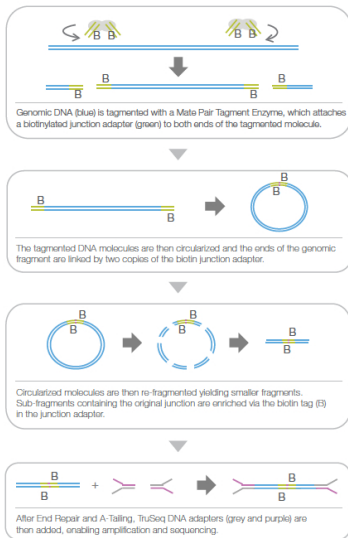 B B B B
B B
B B
Genomic DNA (blue) is tagmented with a Mate Pair Tagment Enzyme, which attaches
a biotinylated junction adapter (green) to both ends of the tagmented molecule.
B B
B B
The tagmented DNA molecules are then circularized and the ends of the genomic
fragment are linked by two copies of the biotin junction adapter.
B B B
B B B
Circularized molecules are then re-fragmented yielding smaller fragments.
Sub-fragments containing the original junction are enriched via the biotin tag (B)
in the junction adapter.
B B
B B
After End Repair and A-Tailing, TruSeq DNA adapters (grey and purple) are
then added, enabling amplification and sequencing.